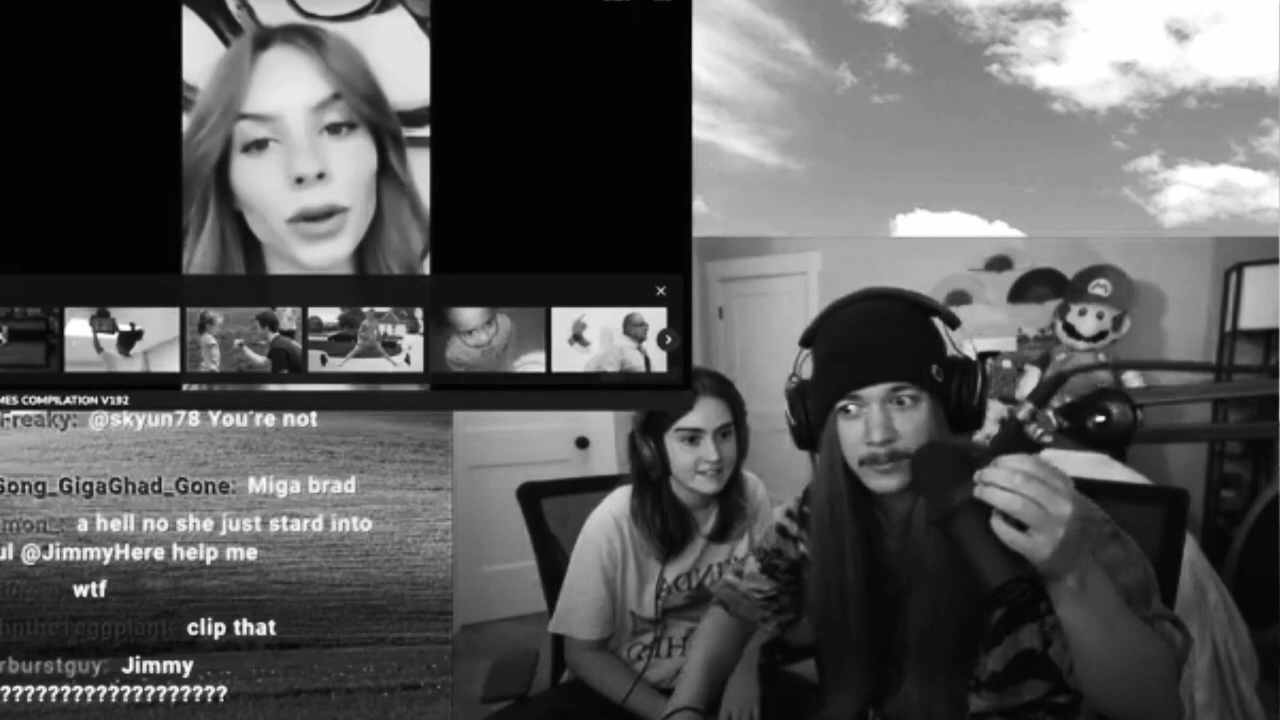 MES COMPILATION V192
Freaky: @skyun78 You're not
Song_GigaGhad_Gone: Miga brad
a hell no she just stard into
ul @JimmyHere help me
wtf
clip that
rburstguy: Jimmy
???????????????????
M